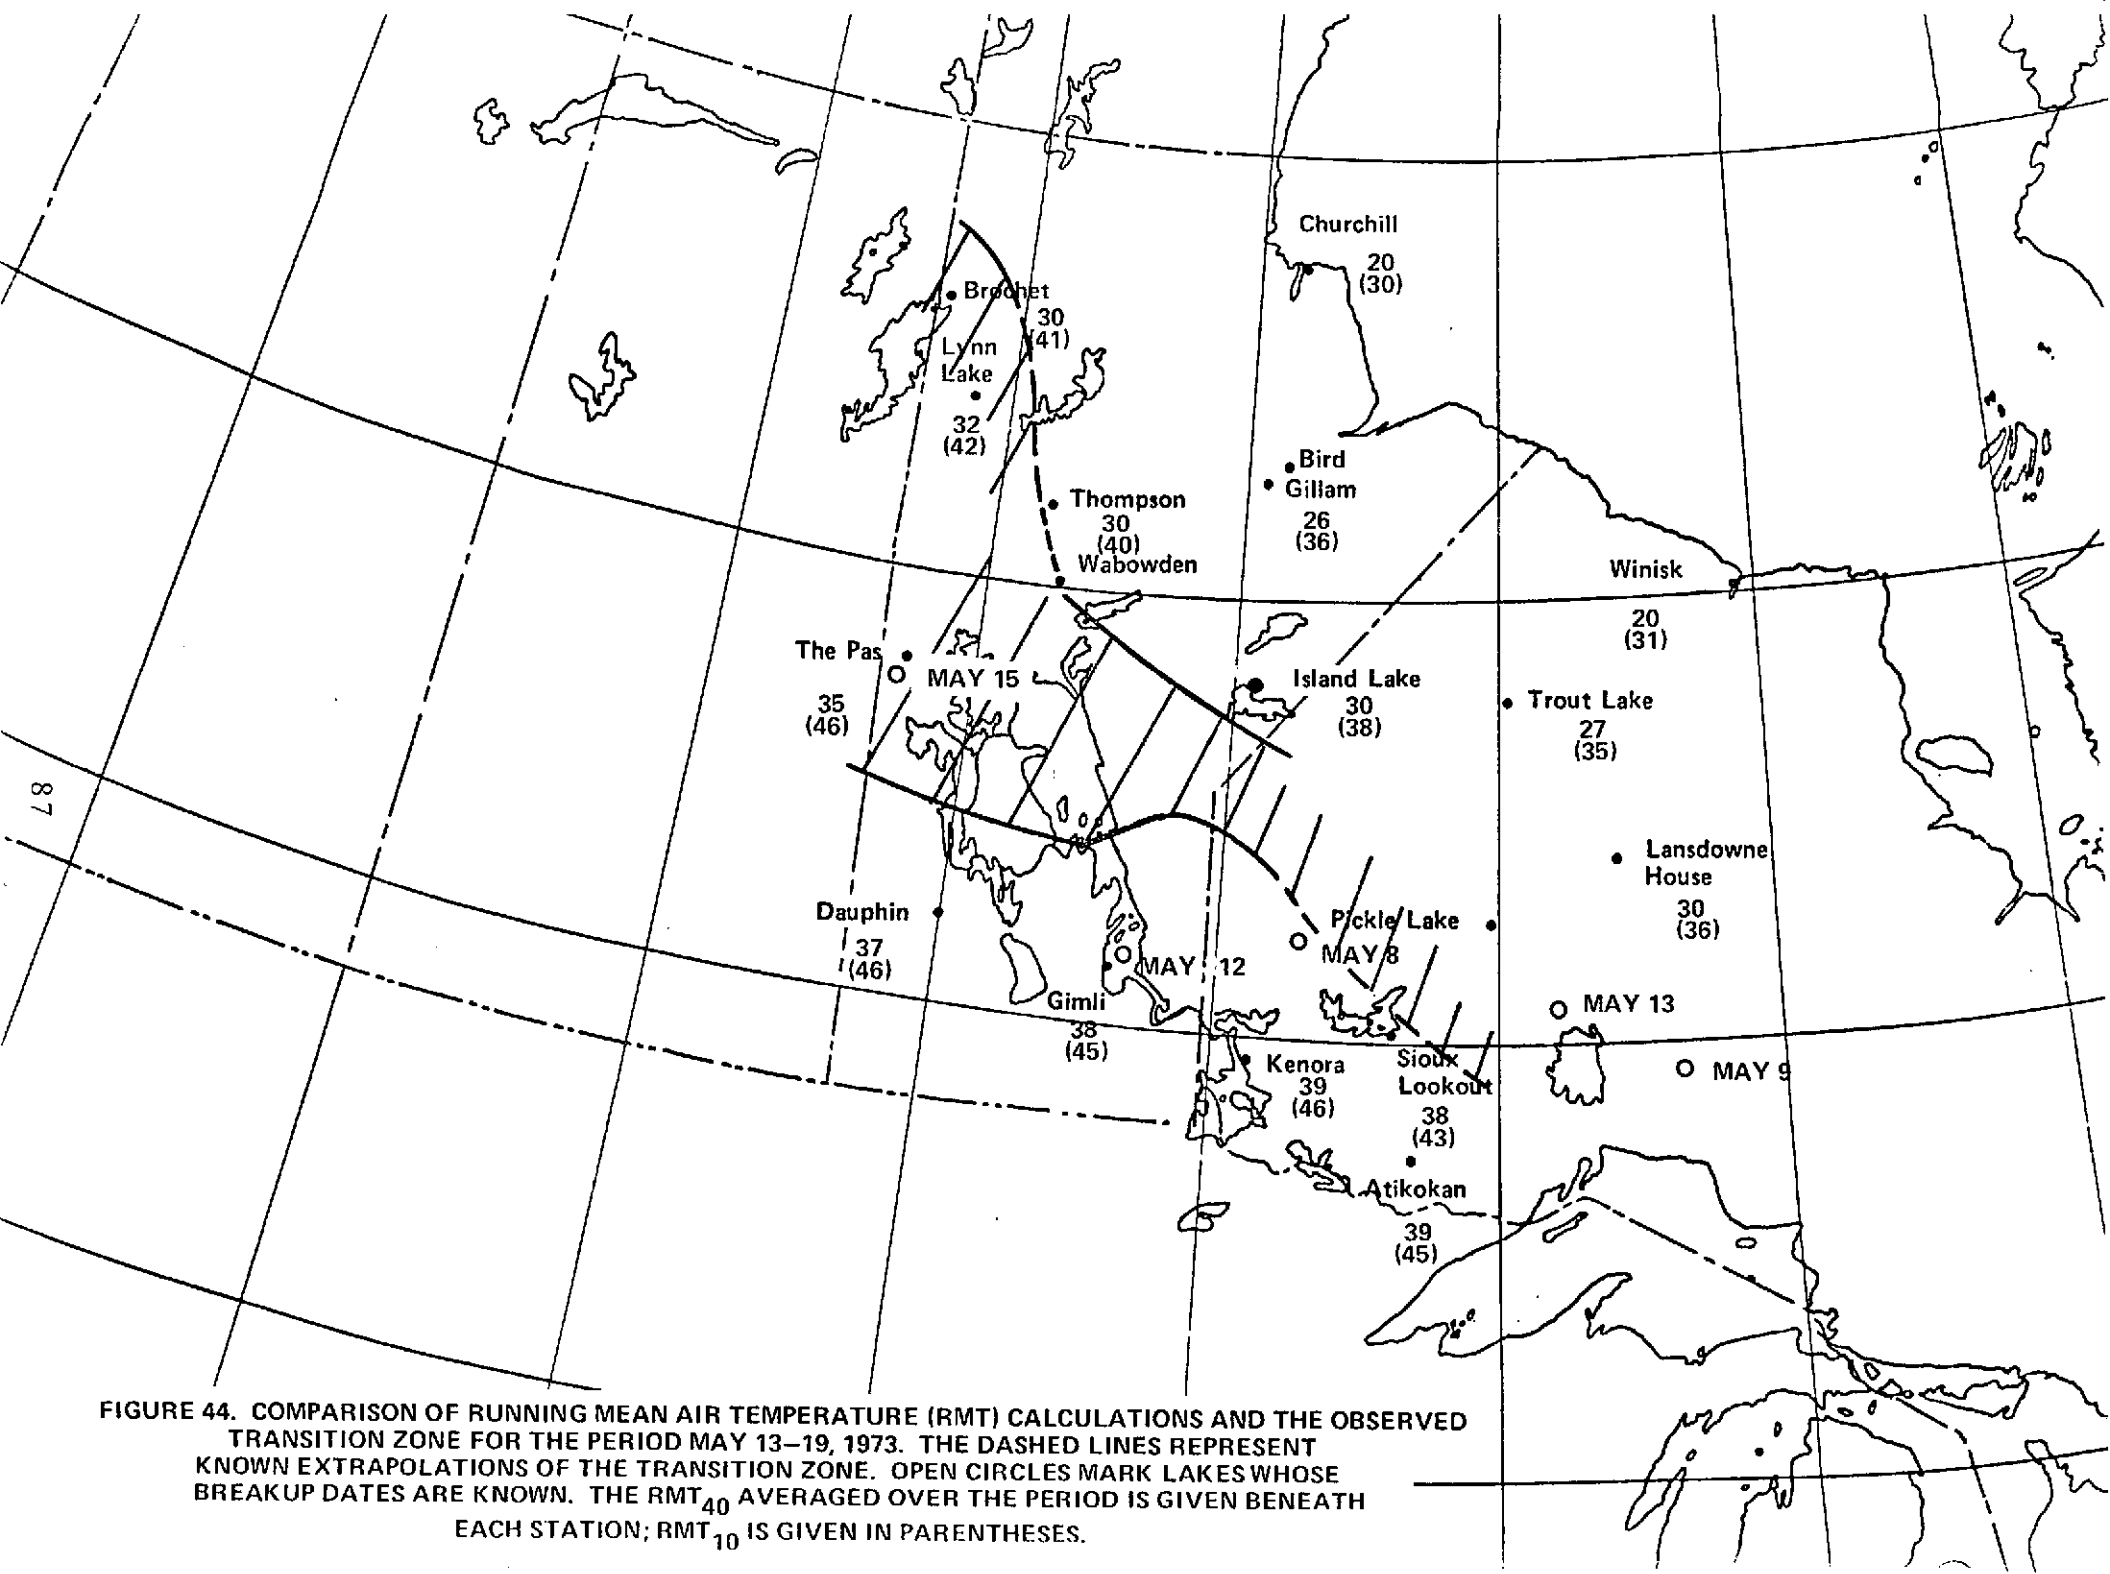 Churchill
20
(30)
Brochet
30
(41)
Lynn
Lake
32
(42)
Bird
Gillam
26
(36)
Thompson
30
(40)
Wabowden
Winisk
20
(31)
The Pas
MAY 15
35
(46)
Island Lake
30
(38)
Trout Lake
27
(35)
87
Lansdowne
House
30
(36)
Dauphin
37
(46)
Pickle Lake
MAY 8
MAY 12
Gimli
38
(45)
MAY 13
Kenora
39
(46)
Sioux
Lookout
38
(43)
MAY 9
Atikokan
39
(45)
FIGURE 44. COMPARISON OF RUNNING MEAN AIR TEMPERATURE (RMT) CALCULATIONS AND THE OBSERVED
TRANSITION ZONE FOR THE PERIOD MAY 13–19, 1973. THE DASHED LINES REPRESENT
KNOWN EXTRAPOLATIONS OF THE TRANSITION ZONE. OPEN CIRCLES MARK LAKES WHOSE
BREAKUP DATES ARE KNOWN. THE RMT40 AVERAGED OVER THE PERIOD IS GIVEN BENEATH
EACH STATION; RMT10 IS GIVEN IN PARENTHESES.